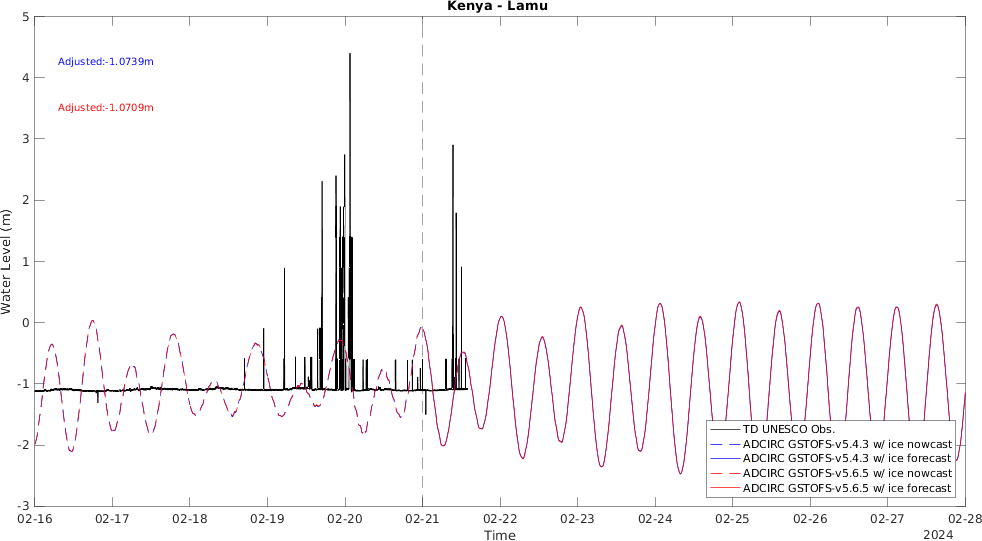 Kenya - Lamu
5
Adjusted:-1.0739m
4
Adjusted:-1.0709m
3
2
1
0
-1
-2
-3
Water Level (m)
TD UNESCO Obs.
ADCIRC GSTOFS-v5.4.3 w/ ice nowcast
ADCIRC GSTOFS-v5.4.3 w/ ice forecast
ADCIRC GSTOFS-v5.6.5 w/ ice nowcast
ADCIRC GSTOFS-v5.6.5 w/ ice forecast
02-16 02-17 02-18 02-19 02-20 02-21 02-22 02-23 02-24 02-25 02-26 02-27 02-28
Time
2024